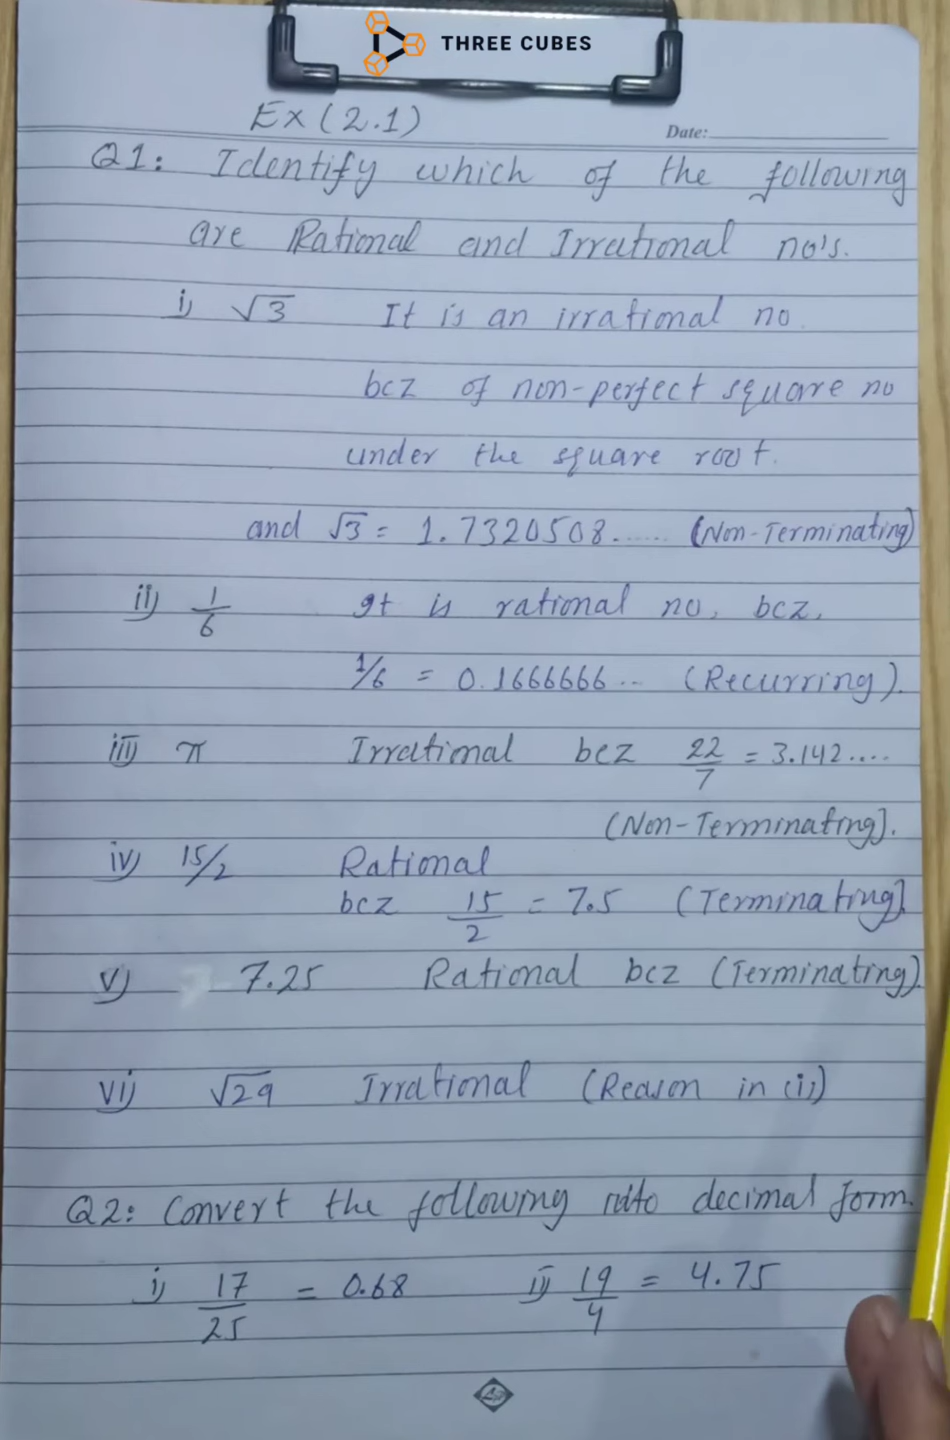 THREE CUBES
Ex (2.1)
Date:
Q1: Identify which of the following
are Rational and Irrational no's.
i) √3 It is an irrational no
bcz of non-perfect square no
under the square root.
and √3 = 1.7320508....... (Non-Terminating)
ii) 1/6 It is rational no, bcz,
1/6 = 0.1666666... (Recurring).
iii) π Irrational bcz 22/7 = 3.142....
(Non-Terminating).
iv) 15/2 Rational
bcz 15/2 = 7.5 (Terminating)
v) 7.25 Rational bcz (Terminating).
vi) √29 Irrational (Reason in (i))
Q2: Convert the following into decimal form.
i) 17/25 = 0.68 ii) 19/4 = 4.75